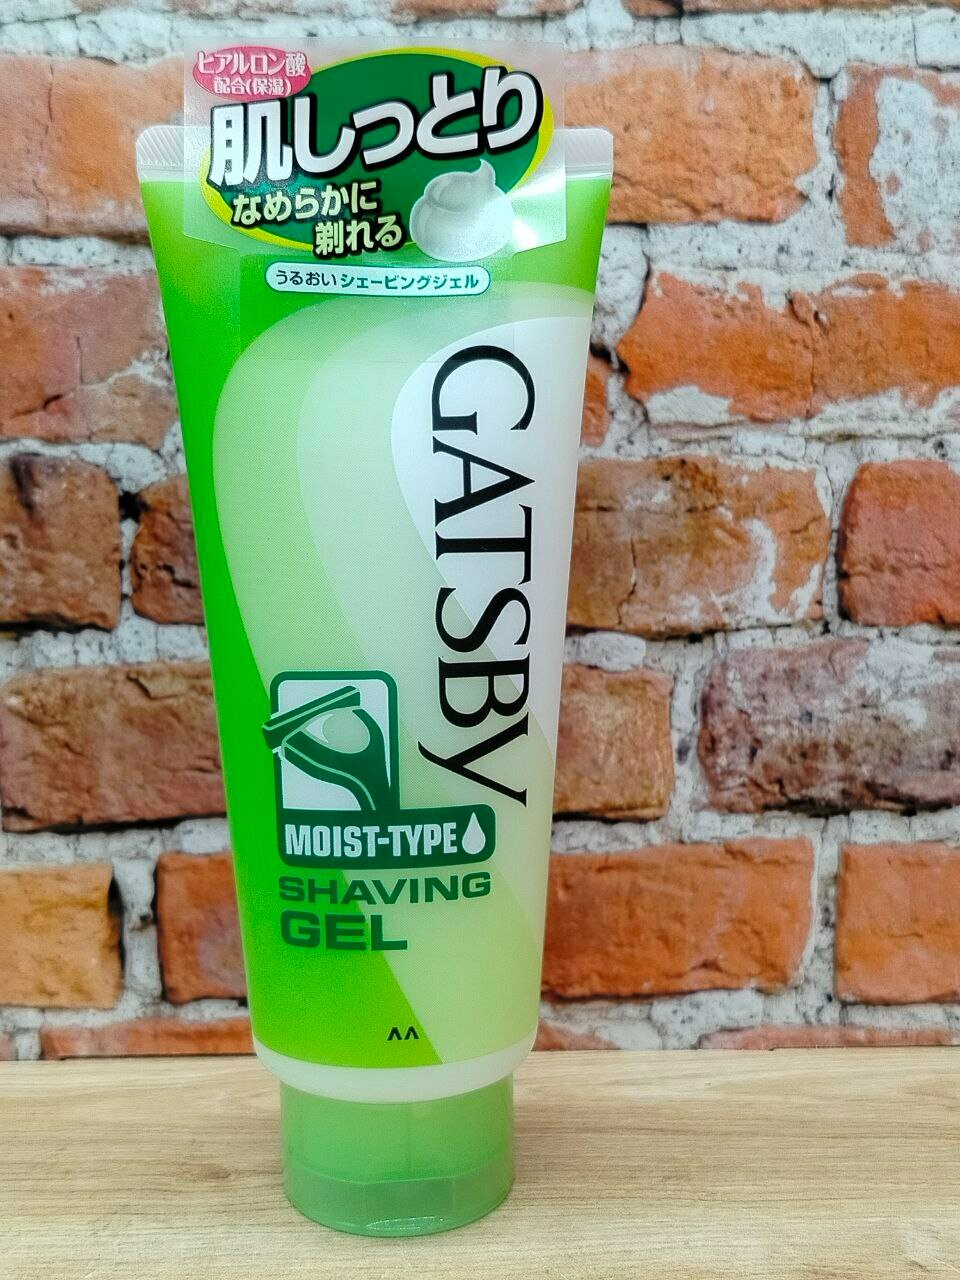 ヒアルロン酸
配合(保湿)
肌しっとり
なめらかに
剃れる
うるおいシェービングジェル
GATSBY
MOIST-TYPE
SHAVING
GEL